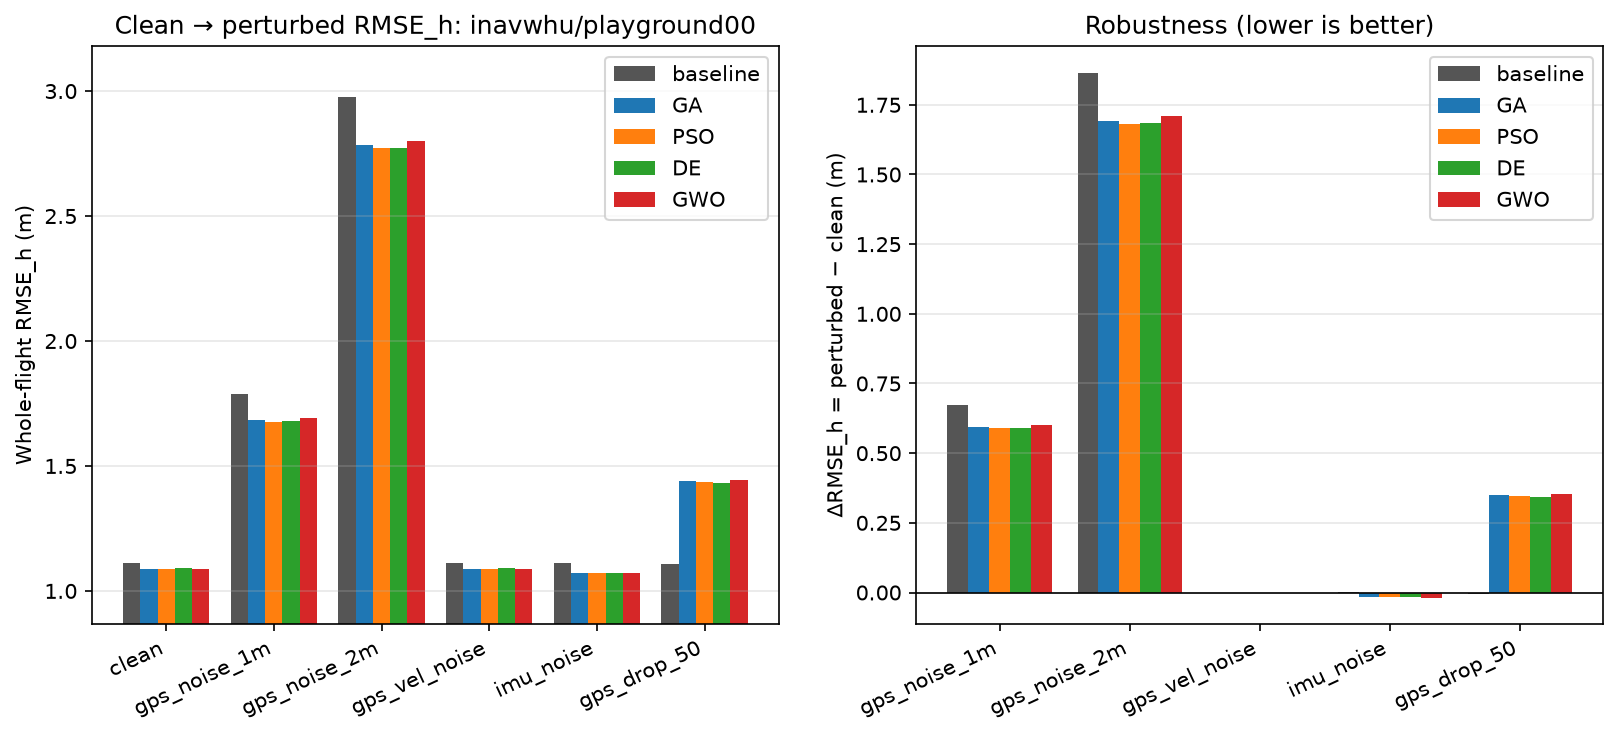 Clean → perturbed RMSE_h: inavwhu/playground00
Whole-flight RMSE_h (m)
3.0
2.5
2.0
1.5
1.0
baseline
GA
PSO
DE
GWO
clean
gps_noise_1m
gps_noise_2m
gps_vel_noise
imu_noise
gps_drop_50
Robustness (lower is better)
ΔRMSE_h = perturbed − clean (m)
1.75
1.50
1.25
1.00
0.75
0.50
0.25
0.00
baseline
GA
PSO
DE
GWO
gps_noise_1m
gps_noise_2m
gps_vel_noise
imu_noise
gps_drop_50